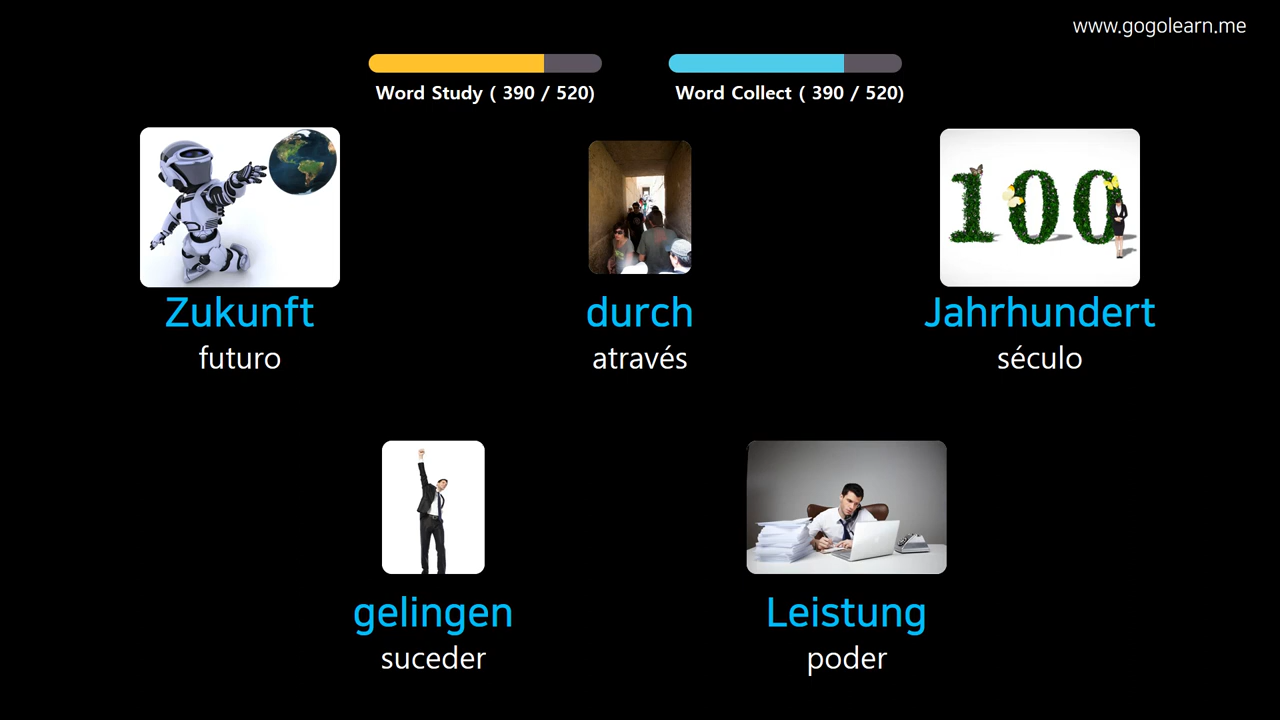 www.gogolearn.me
Word Study ( 390 / 520)
Word Collect ( 390 / 520)
100
Zukunft
durch
Jahrhundert
futuro
através
século
gelingen
Leistung
suceder
poder